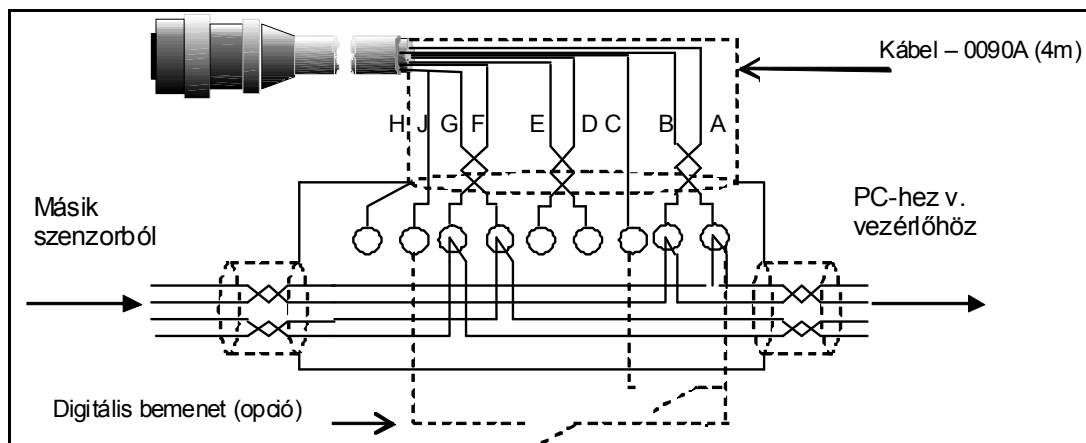 Kábel – 0090A (4m)
H J G F E D C B A
Másik
szenzorból
PC-hez v.
vezérlőhöz
Digitális bemenet (opció)